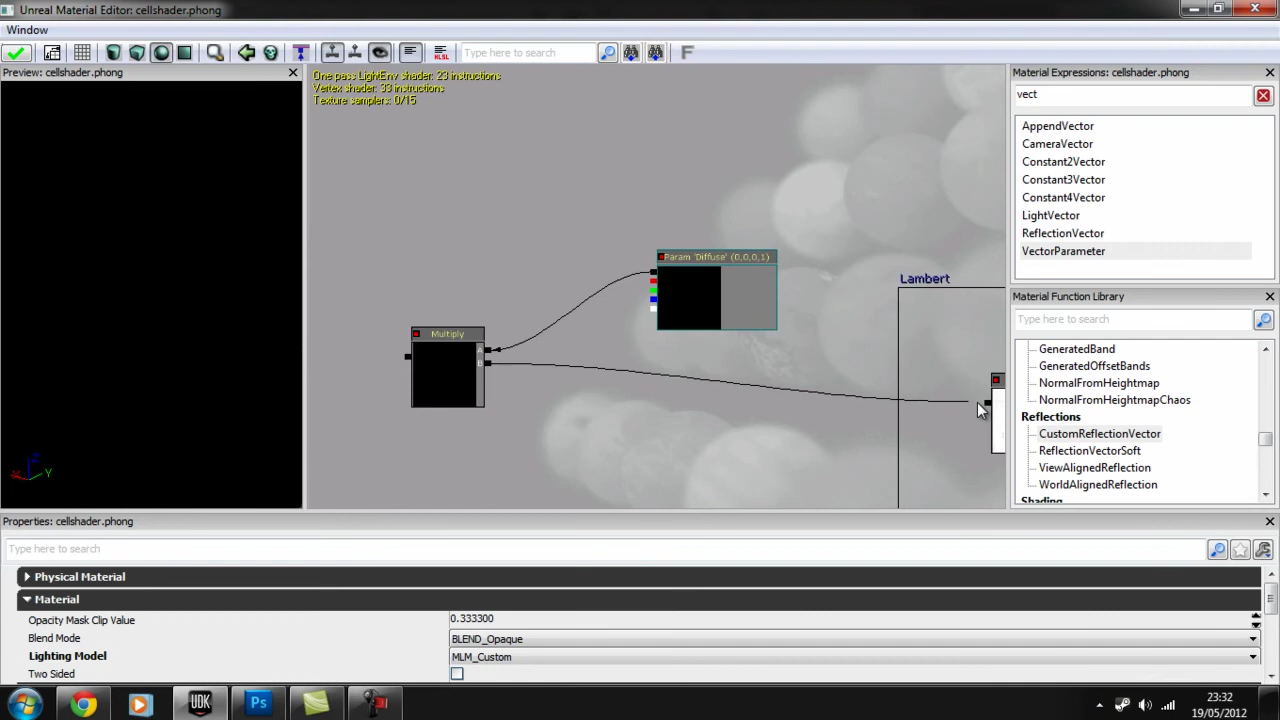 Unreal Material Editor: cellshader.phong
Window
HLSL
Type here to search
F
Preview: cellshader.phong
X
Z
Y
One pass LightEnv shader: 23 instructions
Vertex shader: 33 instructions
Texture samplers: 0/15
Param 'Diffuse' (0,0,0,1)
Multiply
A
B
Lambert
Material Expressions: cellshader.phong
vect
AppendVector
CameraVector
Constant2Vector
Constant3Vector
Constant4Vector
LightVector
ReflectionVector
VectorParameter
Material Function Library
Type here to search
GeneratedBand
GeneratedOffsetBands
NormalFromHeightmap
NormalFromHeightmapChaos
Reflections
CustomReflectionVector
ReflectionVectorSoft
ViewAlignedReflection
WorldAlignedReflection
Shading
Properties: cellshader.phong
Type here to search
Physical Material
Material
Opacity Mask Clip Value 0.333300
Blend Mode BLEND_Opaque
Lighting Model MLM_Custom
Two Sided
UDK
Ps
23:32
19/05/2012